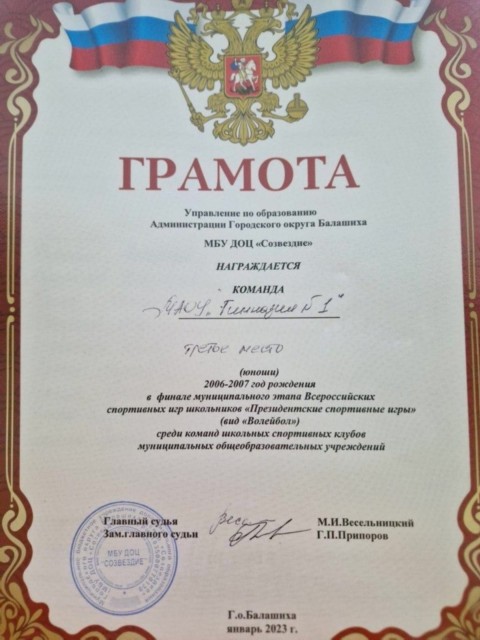 ГРАМОТА
Управление по образованию
Администрации Городского округа Балашиха
МБУ ДОЦ «Созвездие»
НАГРАЖДАЕТСЯ
КОМАНДА
"Гимназия № 1"
третье место
(юноши)
2006-2007 год рождения
в финале муниципального этапа Всероссийских
спортивных игр школьников «Президентские спортивные игры»
(вид «Волейбол»)
среди команд школьных спортивных клубов
муниципальных общеобразовательных учреждений
Главный судья М.И.Весельницкий
Зам.главного судьи Г.П.Припоров
МБУ ДОЦ
"СОЗВЕЗДИЕ"
Г.о.Балашиха
январь 2023 г.